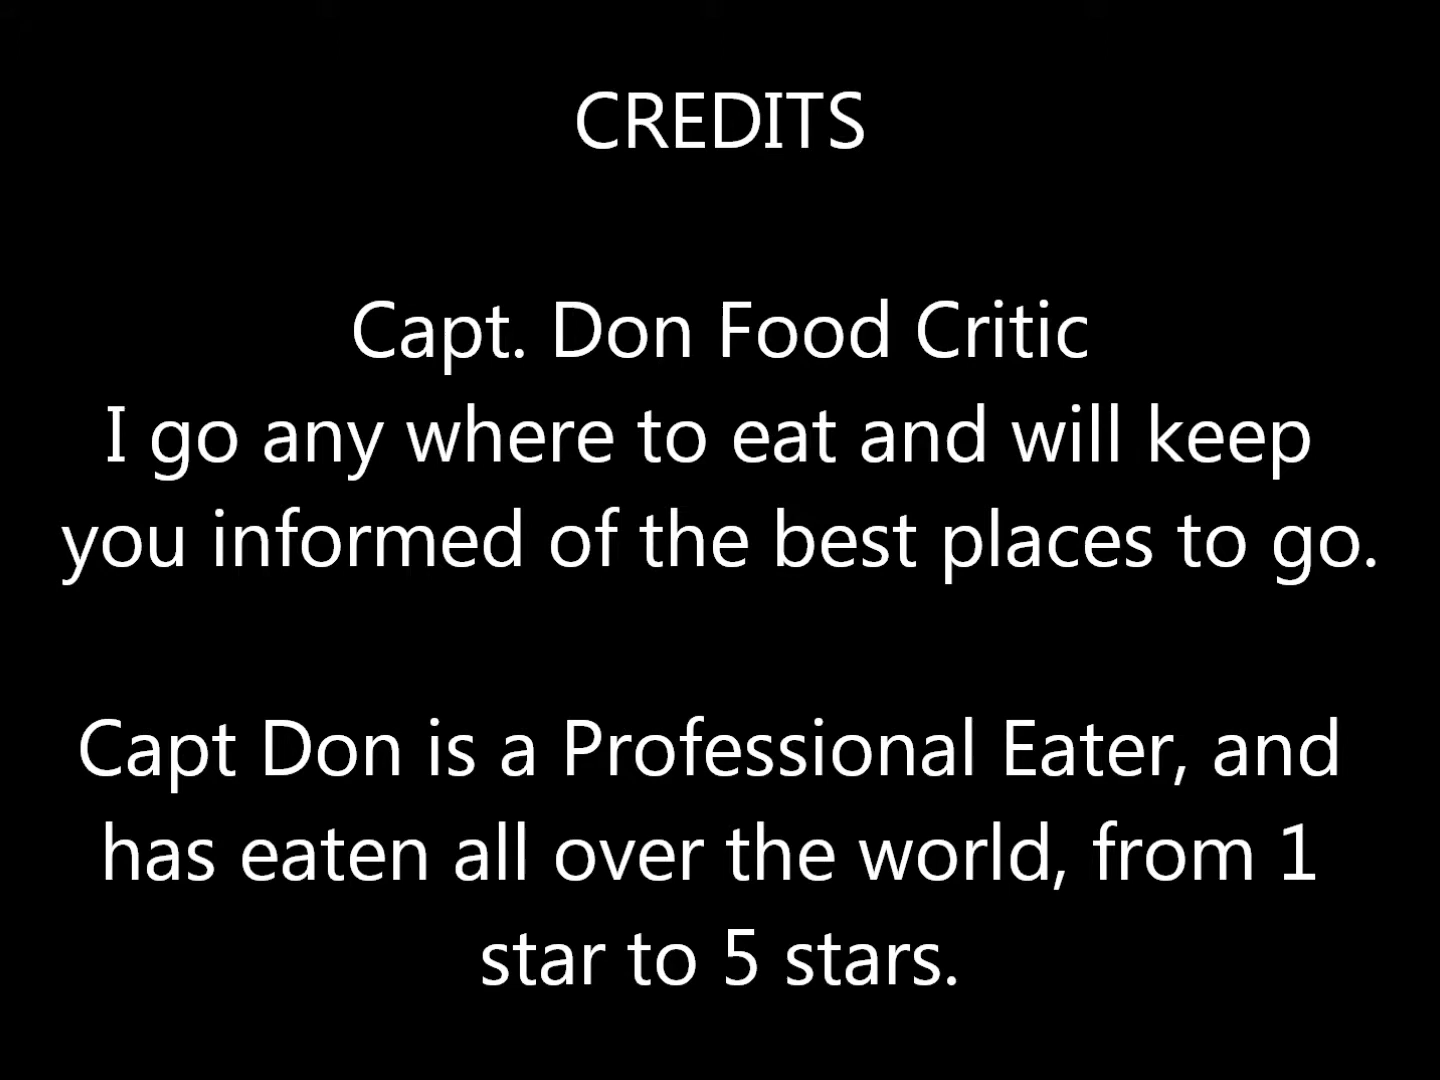 CREDITS
Capt. Don Food Critic
I go any where to eat and will keep
you informed of the best places to go.
Capt Don is a Professional Eater, and
has eaten all over the world, from 1
star to 5 stars.